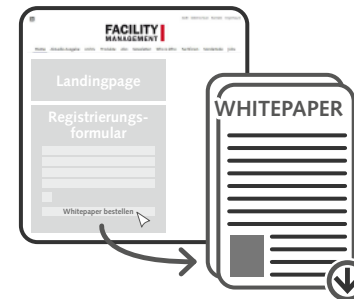 FACILITY
MANAGEMENT
Landingpage
Registrierungs-
formular
Whitepaper bestellen
WHITEPAPER